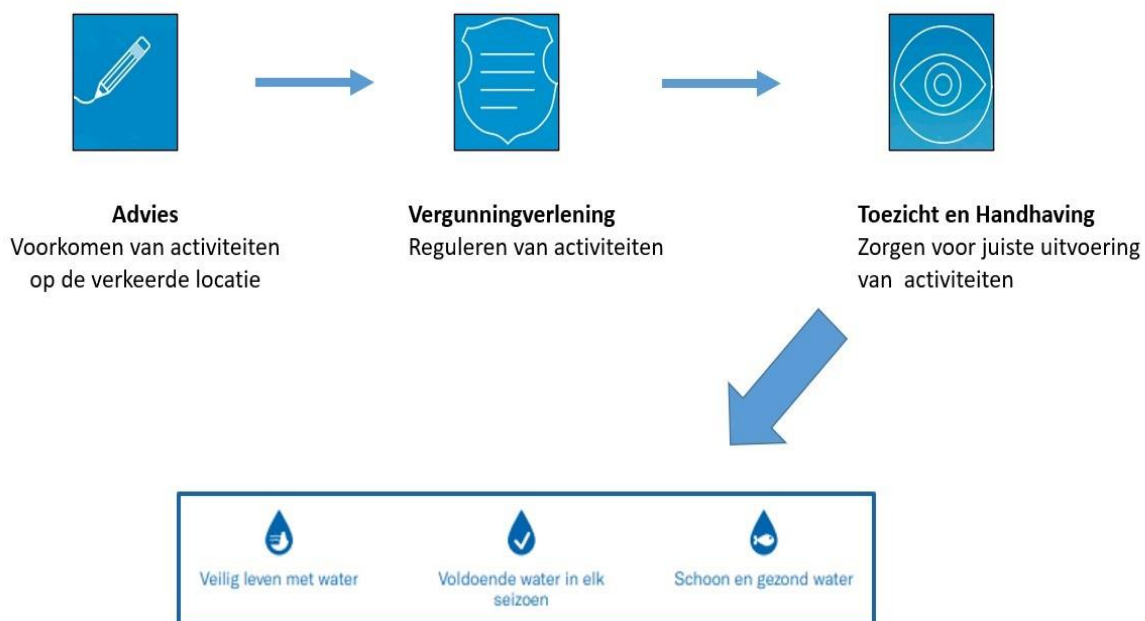 Advies
Voorkomen van activiteiten
op de verkeerde locatie
Vergunningverlening
Reguleren van activiteiten
Toezicht en Handhaving
Zorgen voor juiste uitvoering
van activiteiten
Veilig leven met water
Voldoende water in elk
seizoen
Schoon en gezond water